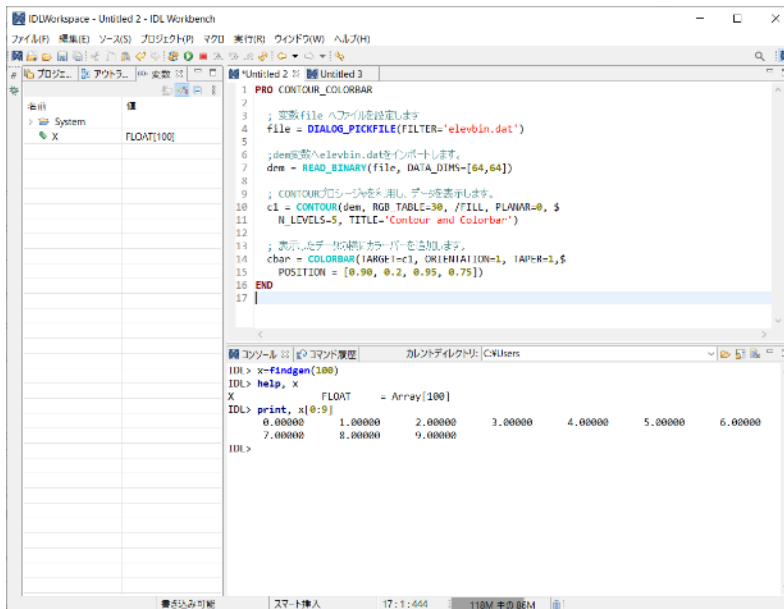 IDLWorkspace - Untitled 2 - IDL Workbench
ファイル(F) 編集(E) ソース(S) プロジェクト(P) マクロ 実行(R) ウィンドウ(W) ヘルプ(H)
プロジェ... アウトラ... 変数
名前 値
System
X FLOAT[100]
*Untitled 2 Untitled 3
1 PRO CONTOUR_COLORBAR
2
3 ; 変数file へファイルを設定します
4 file = DIALOG_PICKFILE(FILTER='elevbin.dat')
5
6 ;dem変数へelevbin.datをインポートします。
7 dem = READ_BINARY(file, DATA_DIMS=[64,64])
8
9 ; CONTOURプロシージャを利用し、データを表示します。
10 c1 = CONTOUR(dem, RGB_TABLE=30, /FILL, PLANAR=0, $
11 N_LEVELS=5, TITLE='Contour and Colorbar')
12
13 ; 表示したデータの横にカラーバーを追加します。
14 cbar = COLORBAR(TARGET=c1, ORIENTATION=1, TAPER=1,$
15 POSITION = [0.90, 0.2, 0.95, 0.75])
16 END
17
コンソール コマンド履歴 カレントディレクトリ: C:¥Users
IDL> x=findgen(100)
IDL> help, x
X FLOAT = Array[100]
IDL> print, x[0:9]
0.00000 1.00000 2.00000 3.00000 4.00000 5.00000 6.00000
7.00000 8.00000 9.00000
IDL>
書き込み可能 スマート挿入 17:1:444 118M 中の 86M